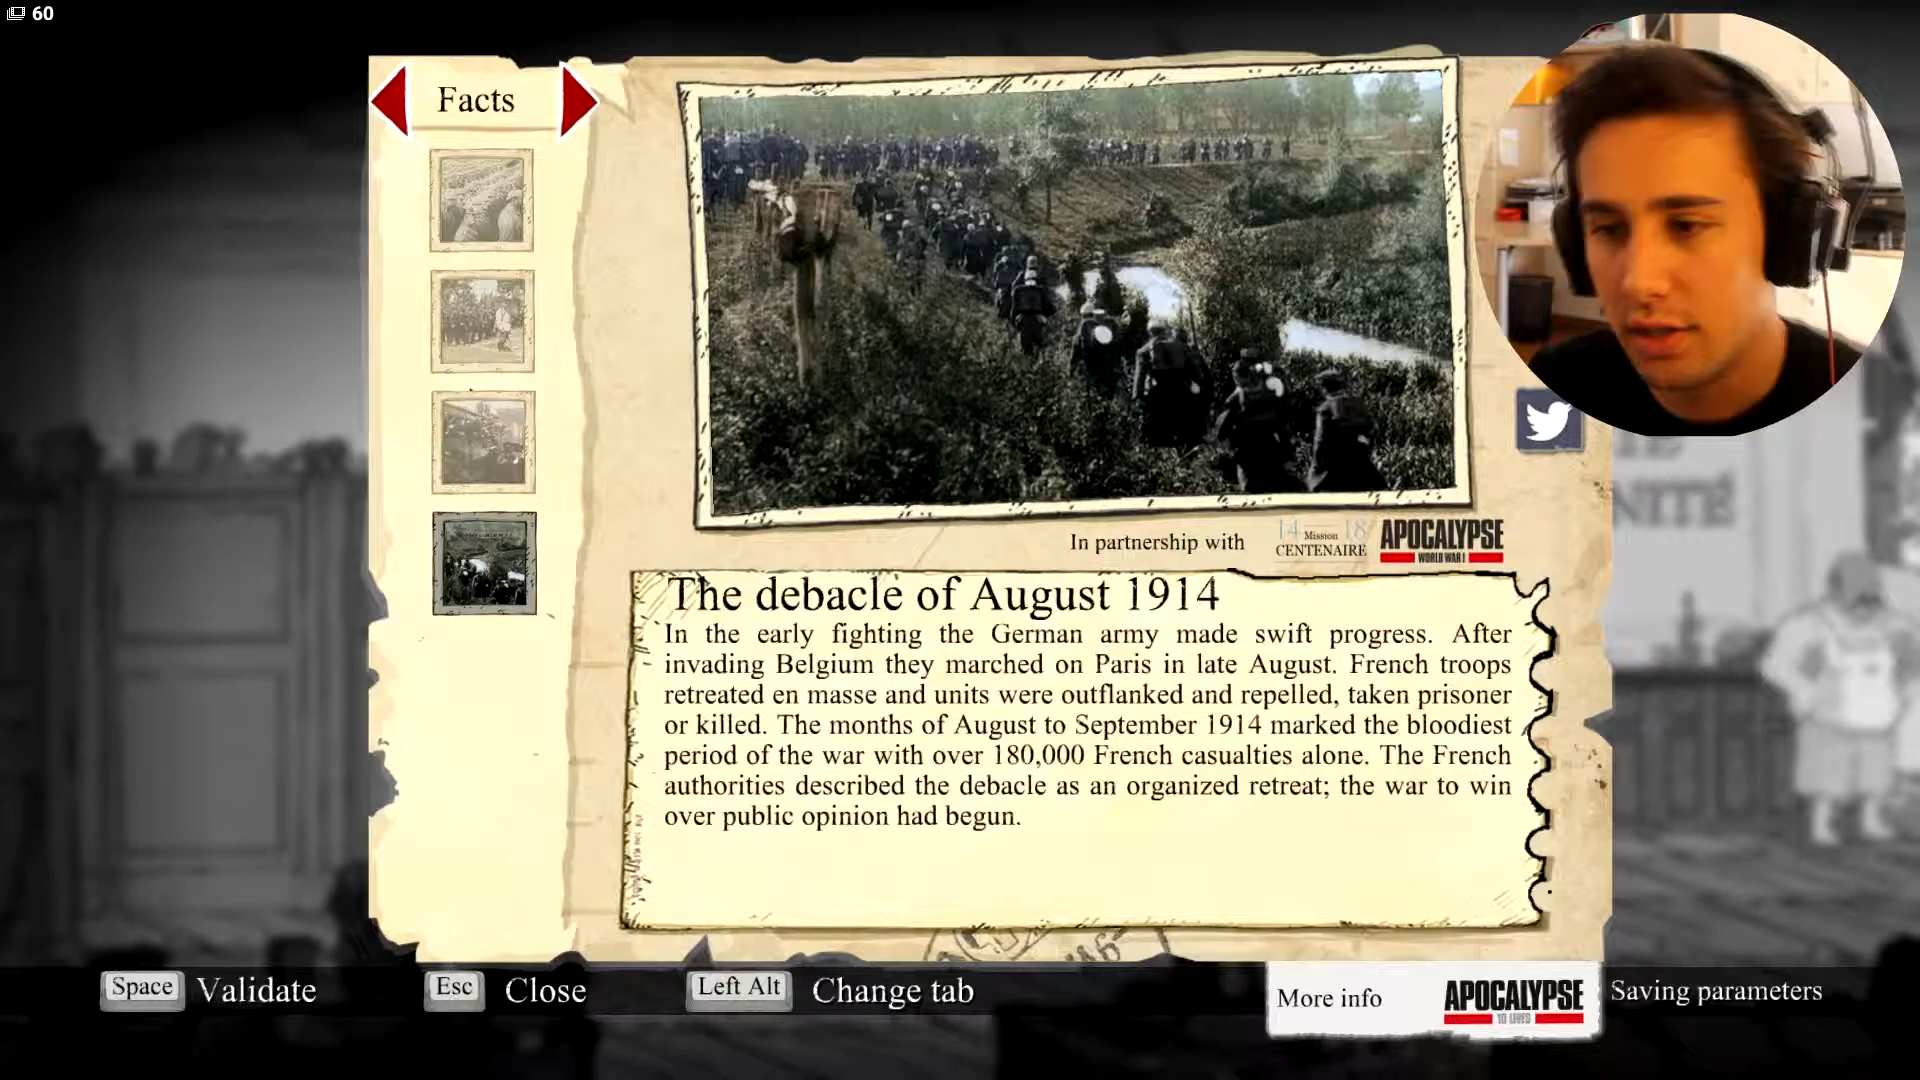 60
Facts
In partnership with
14 Mission 18
CENTENAIRE
APOCALYPSE
WORLD WAR I
The debacle of August 1914
In the early fighting the German army made swift progress. After
invading Belgium they marched on Paris in late August. French troops
retreated en masse and units were outflanked and repelled, taken prisoner
or killed. The months of August to September 1914 marked the bloodiest
period of the war with over 180,000 French casualties alone. The French
authorities described the debacle as an organized retreat; the war to win
over public opinion had begun.
Space Validate
Esc Close
Left Alt Change tab
More info
APOCALYPSE
10 LIVES
Saving parameters